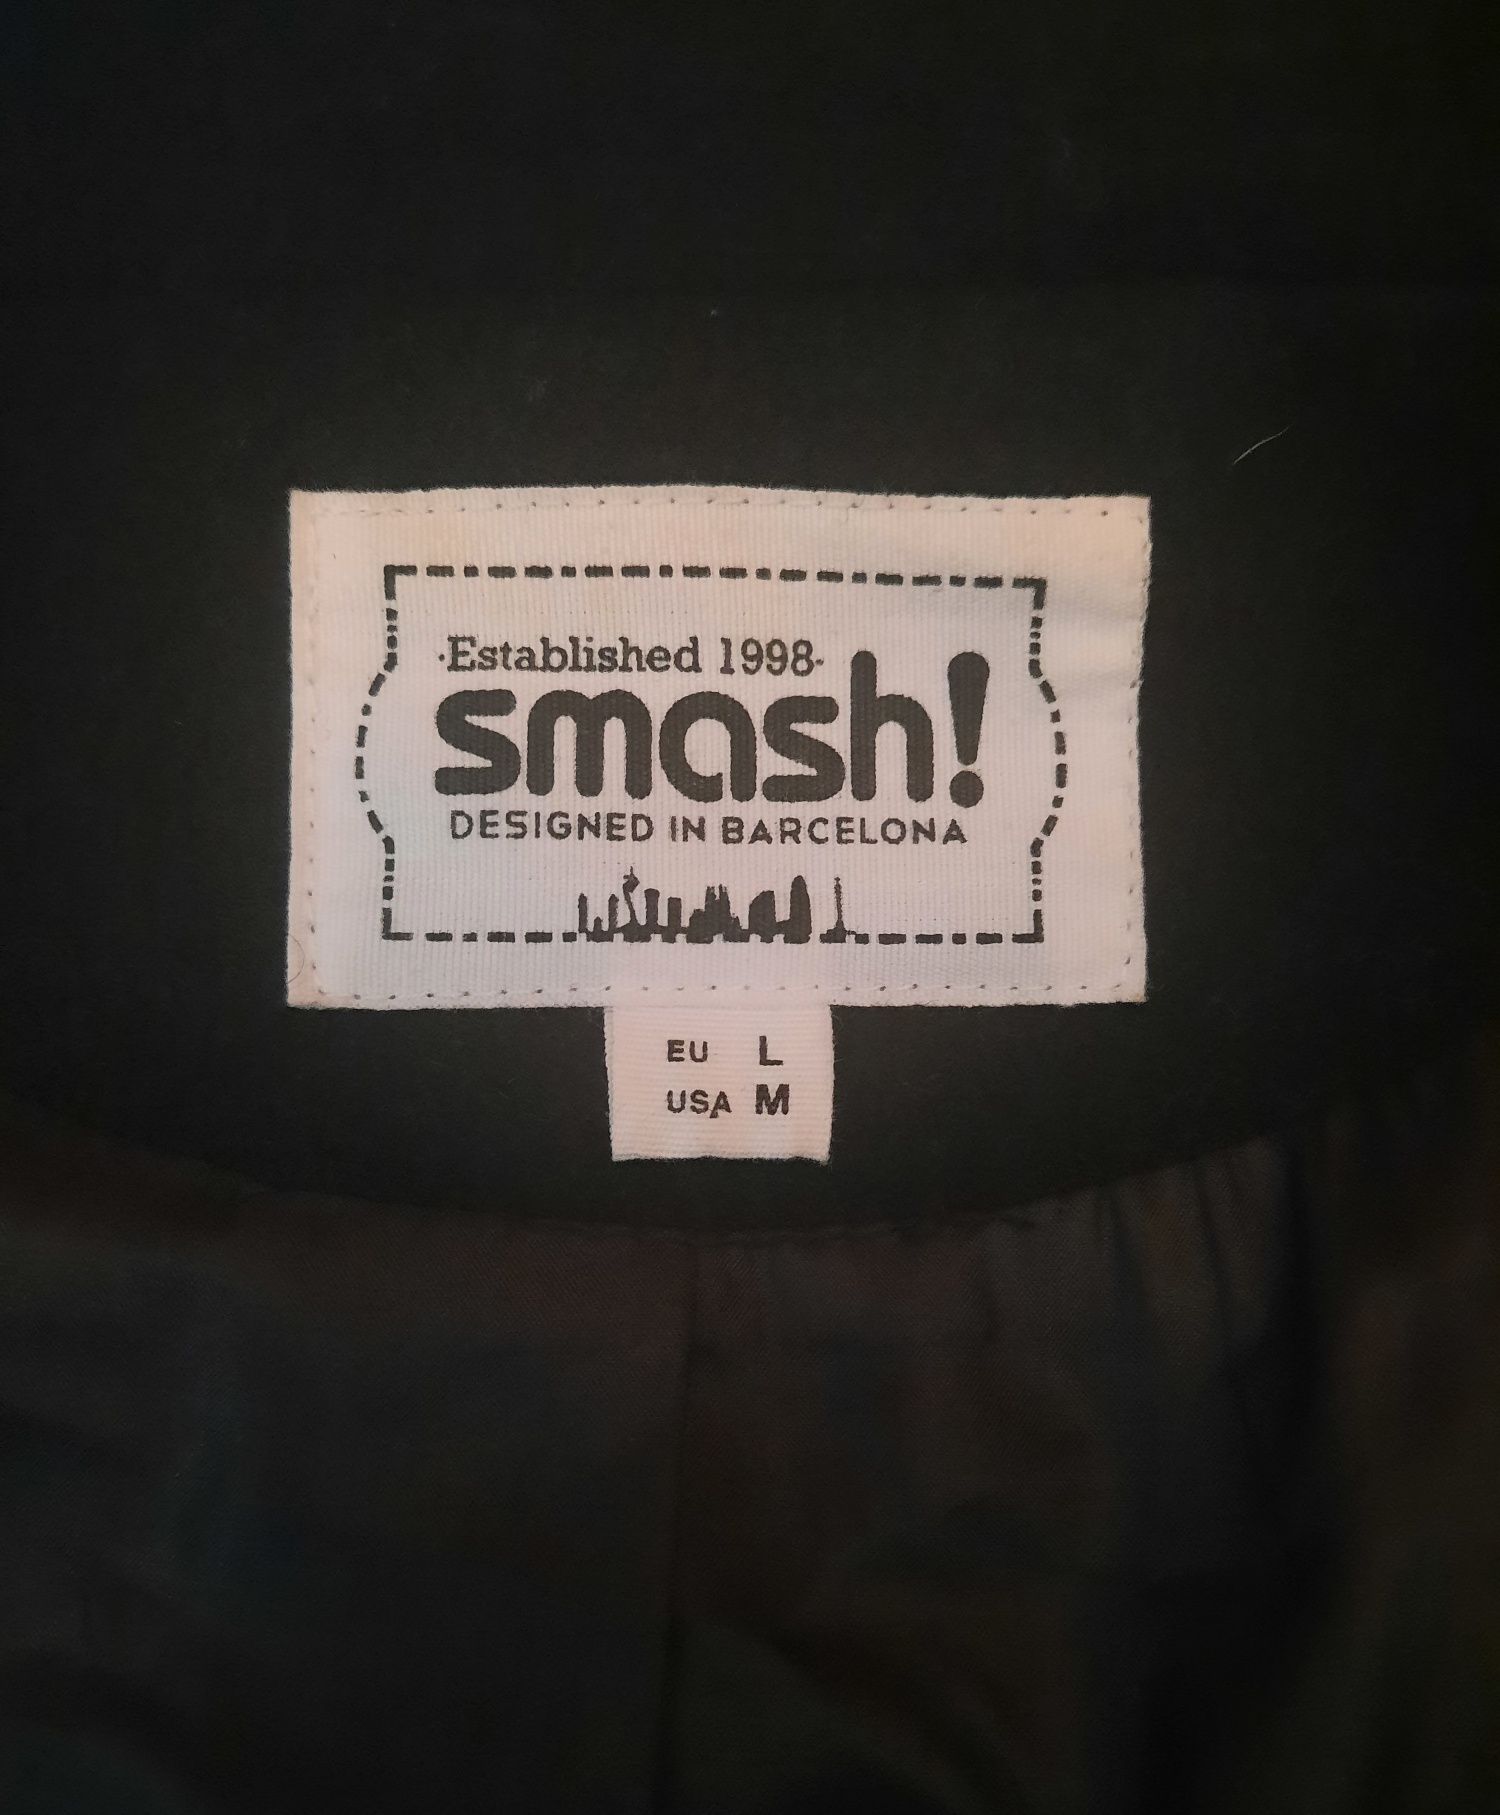 ·Established 1998·
smash!
DESIGNED IN BARCELONA
EU L
USA M